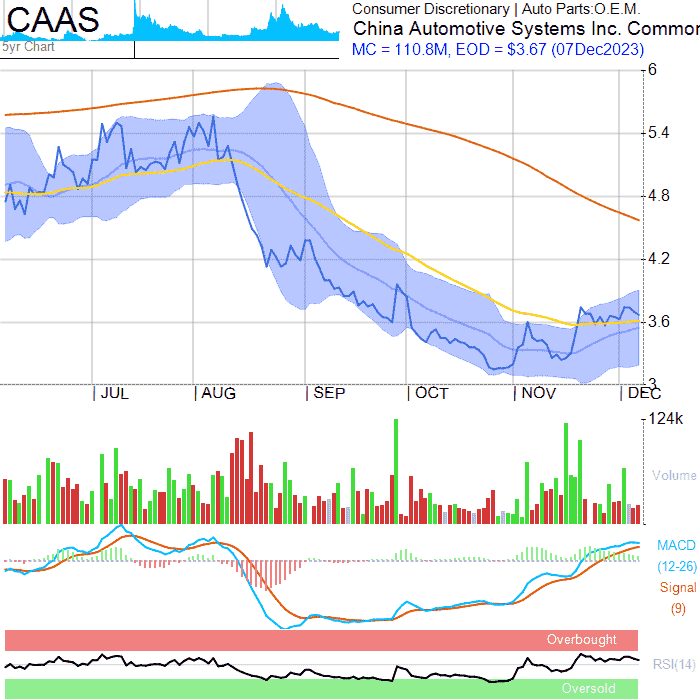 CAAS
5yr Chart
Consumer Discretionary | Auto Parts:O.E.M.
China Automotive Systems Inc. Common
MC = 110.8M, EOD = $3.67 (07Dec2023)
6
5.4
4.8
4.2
3.6
3
JUL AUG SEP OCT NOV DEC
124k
Volume
MACD
(12-26)
Signal
(9)
Overbought
RSI(14)
Oversold